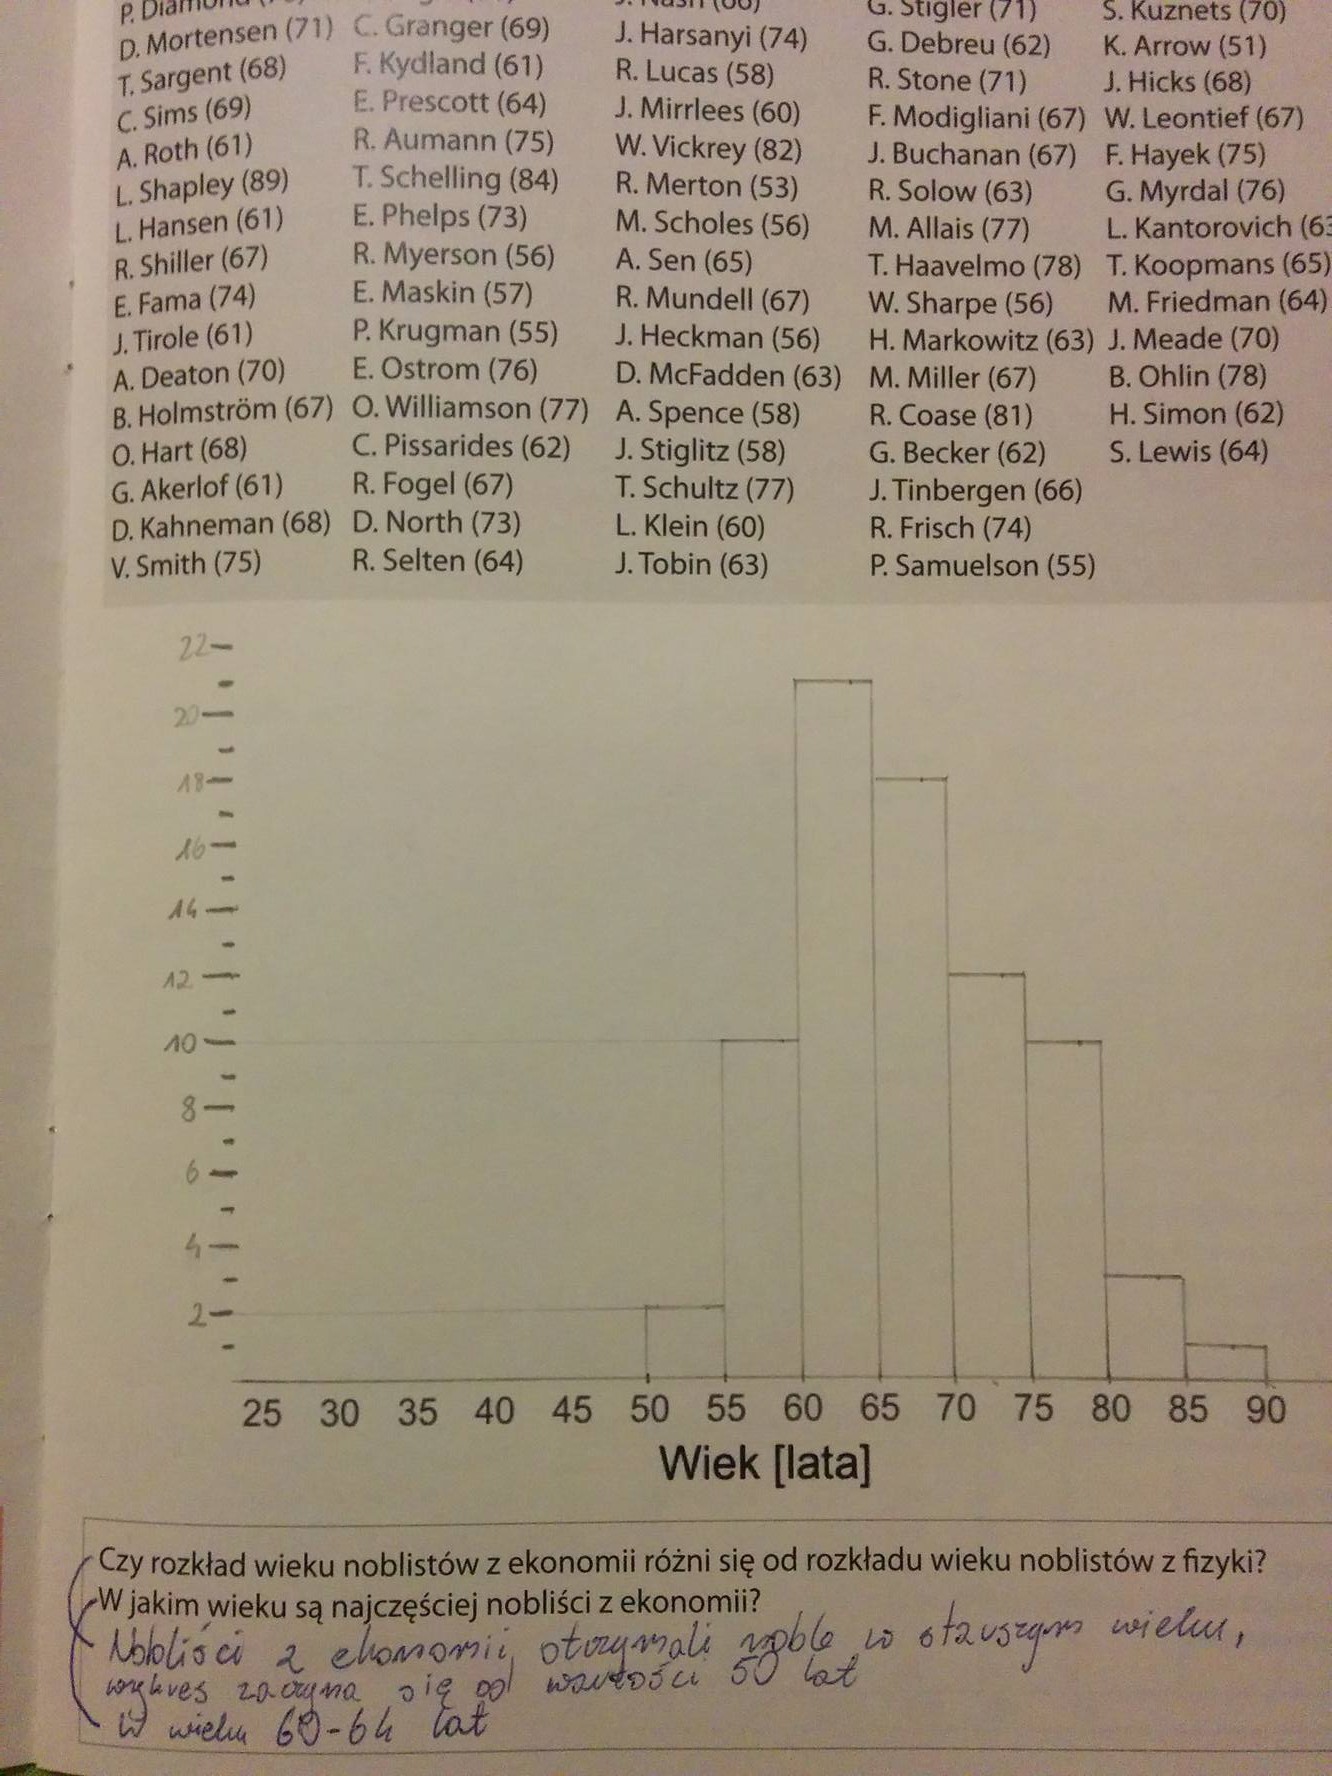 P. Diamond
J. Nash (66)
G. Stigler (71)
S. Kuznets (70)
D. Mortensen (71) C. Granger (69) J. Harsanyi (74) G. Debreu (62) K. Arrow (51)
T. Sargent (68) F. Kydland (61) R. Lucas (58) R. Stone (71) J. Hicks (68)
C. Sims (69) E. Prescott (64) J. Mirrlees (60) F. Modigliani (67) W. Leontief (67)
A. Roth (61) R. Aumann (75) W. Vickrey (82) J. Buchanan (67) F. Hayek (75)
L. Shapley (89) T. Schelling (84) R. Merton (53) R. Solow (63) G. Myrdal (76)
L. Hansen (61) E. Phelps (73) M. Scholes (56) M. Allais (77) L. Kantorovich (63
R. Shiller (67) R. Myerson (56) A. Sen (65) T. Haavelmo (78) T. Koopmans (65)
E. Fama (74) E. Maskin (57) R. Mundell (67) W. Sharpe (56) M. Friedman (64)
J. Tirole (61) P. Krugman (55) J. Heckman (56) H. Markowitz (63) J. Meade (70)
A. Deaton (70) E. Ostrom (76) D. McFadden (63) M. Miller (67) B. Ohlin (78)
B. Holmström (67) O. Williamson (77) A. Spence (58) R. Coase (81) H. Simon (62)
O. Hart (68) C. Pissarides (62) J. Stiglitz (58) G. Becker (62) S. Lewis (64)
G. Akerlof (61) R. Fogel (67) T. Schultz (77) J. Tinbergen (66)
D. Kahneman (68) D. North (73) L. Klein (60) R. Frisch (74)
V. Smith (75) R. Selten (64) J. Tobin (63) P. Samuelson (55)
22
20
18
16
14
12
10
8
6
4
2
25 30 35 40 45 50 55 60 65 70 75 80 85 90
Wiek [lata]
Czy rozkład wieku noblistów z ekonomii różni się od rozkładu wieku noblistów z fizyki?
W jakim wieku są najczęściej nobliści z ekonomii?
Nobliści z ekonomii otrzymali nobla w starszym wieku,
wykres zaczyna się od wartości 50 lat
W wieku 60-64 lat